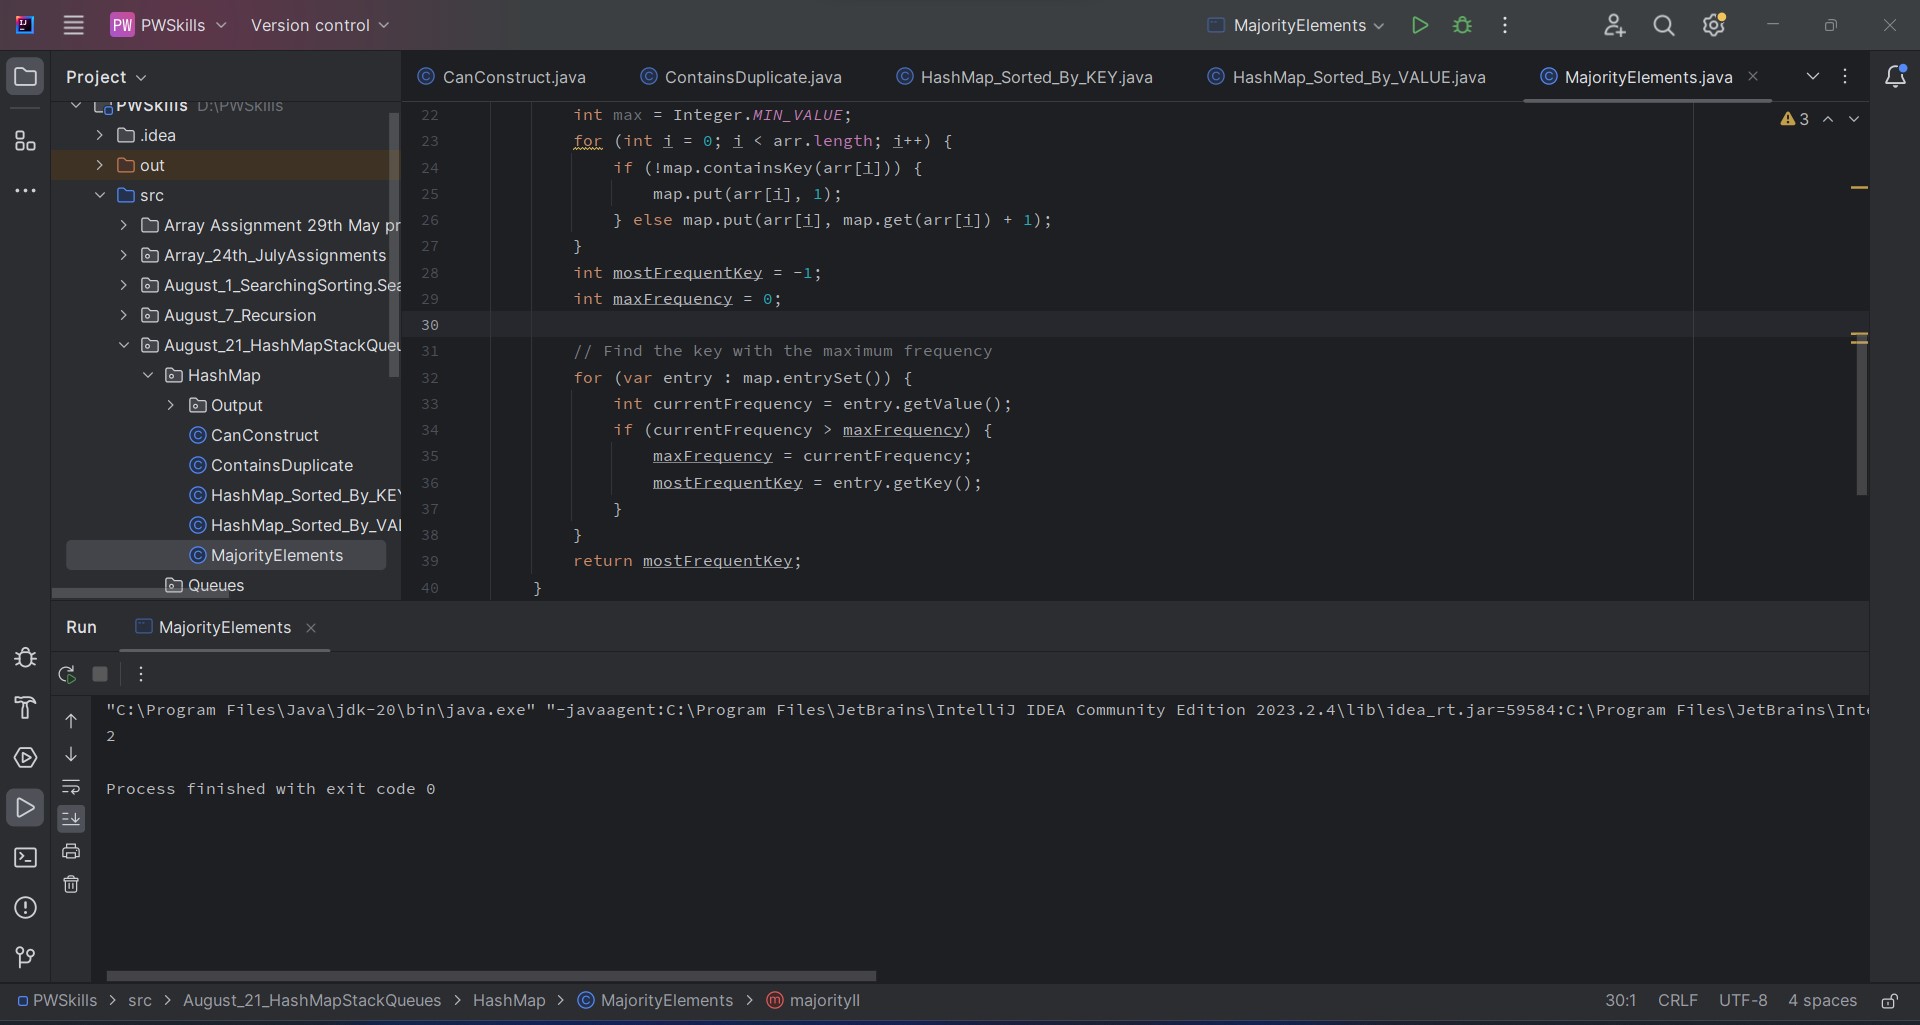 PW PWSkills Version control MajorityElements
Project
CanConstruct.java ContainsDuplicate.java HashMap_Sorted_By_KEY.java HashMap_Sorted_By_VALUE.java MajorityElements.java
PWSkills D:\PWSkills
.idea
out
src
Array Assignment 29th May pr
Array_24th_JulyAssignments
August_1_SearchingSorting.Sea
August_7_Recursion
August_21_HashMapStackQueu
HashMap
Output
CanConstruct
ContainsDuplicate
HashMap_Sorted_By_KEY
HashMap_Sorted_By_VAL
MajorityElements
Queues
3
22 int max = Integer.MIN_VALUE;
23 for (int i = 0; i < arr.length; i++) {
24 if (!map.containsKey(arr[i])) {
25 map.put(arr[i], 1);
26 } else map.put(arr[i], map.get(arr[i]) + 1);
27 }
28 int mostFrequentKey = -1;
29 int maxFrequency = 0;
30
31 // Find the key with the maximum frequency
32 for (var entry : map.entrySet()) {
33 int currentFrequency = entry.getValue();
34 if (currentFrequency > maxFrequency) {
35 maxFrequency = currentFrequency;
36 mostFrequentKey = entry.getKey();
37 }
38 }
39 return mostFrequentKey;
40 }
Run MajorityElements
"C:\Program Files\Java\jdk-20\bin\java.exe" "-javaagent:C:\Program Files\JetBrains\IntelliJ IDEA Community Edition 2023.2.4\lib\idea_rt.jar=59584:C:\Program Files\JetBrains\Inte
2
Process finished with exit code 0
PWSkills > src > August_21_HashMapStackQueues > HashMap > MajorityElements > majorityII 30:1 CRLF UTF-8 4 spaces